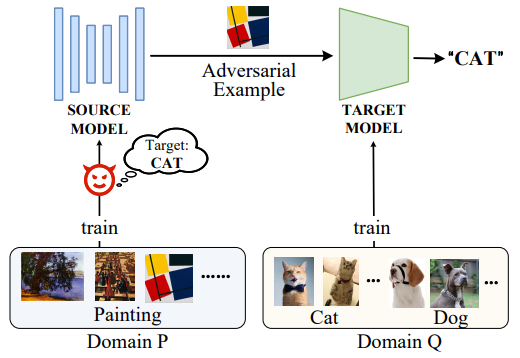 Adversarial
Example
"CAT"
SOURCE
MODEL
TARGET
MODEL
Target:
CAT
train
train
......
...
...
Painting
Cat
Dog
Domain P
Domain Q